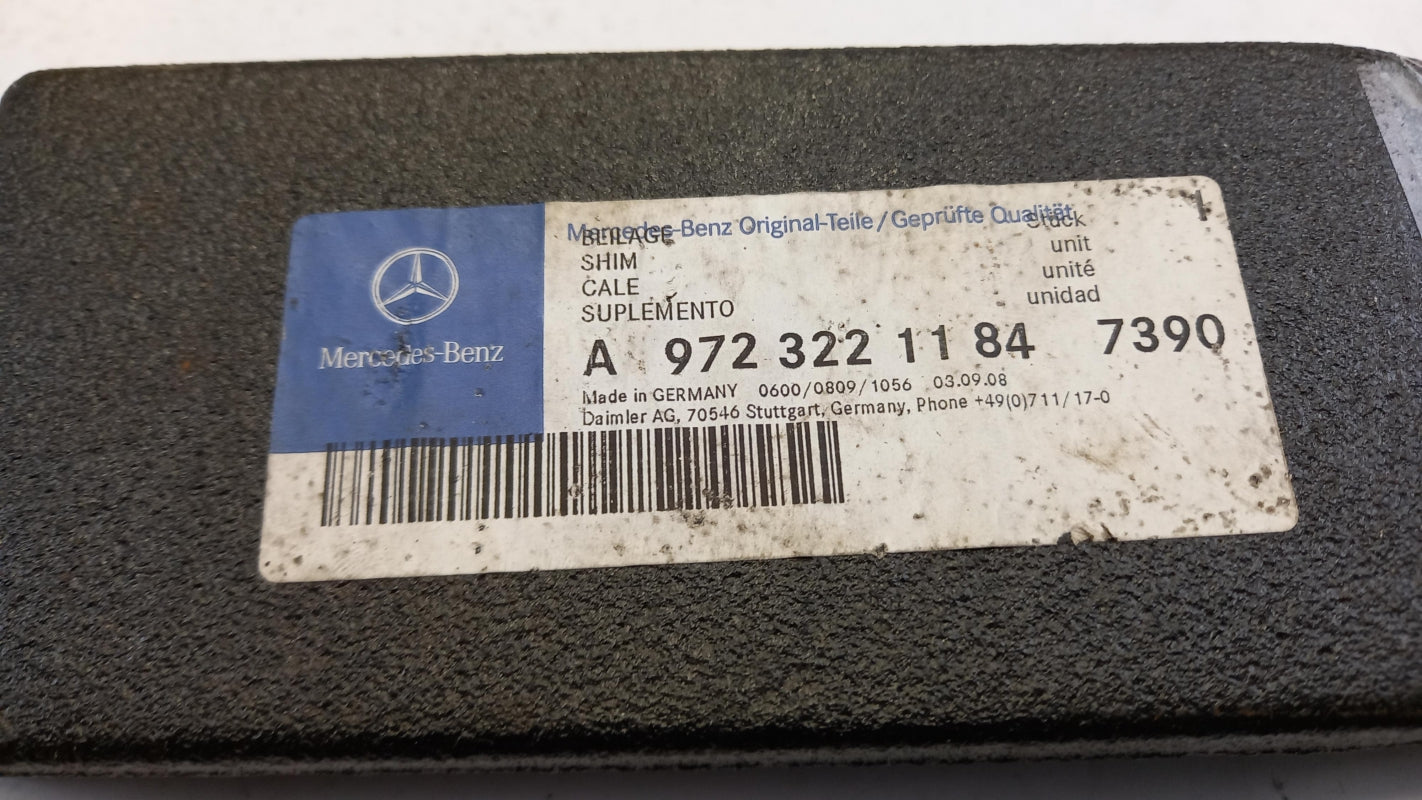 Mercedes-Benz
Mercedes-Benz Original-Teile/Geprüfte Qualität
1
BEILAGE Stück
SHIM unit
CALE unité
SUPLEMENTO unidad
A 972 322 11 84 7390
Made in GERMANY 0600/0809/1056 03.09.08
Daimler AG, 70546 Stuttgart, Germany, Phone +49(0)711/17-0